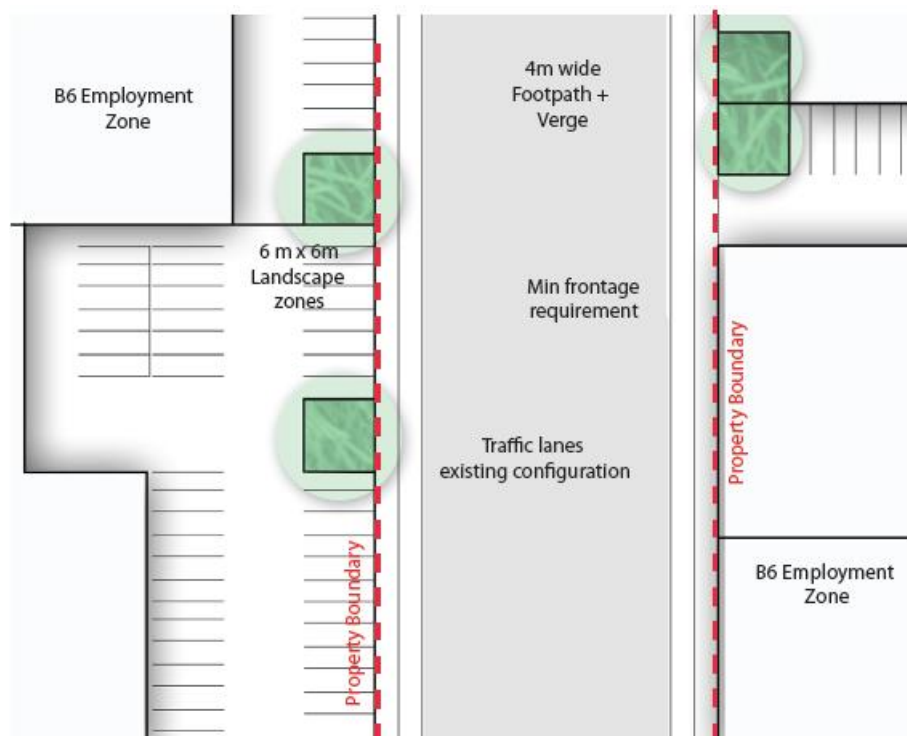 4m wide
Footpath +
Verge
B6 Employment
Zone
6 m x 6m
Landscape
zones
Min frontage
requirement
Property Boundary
Traffic lanes
existing configuration
Property Boundary
B6 Employment
Zone